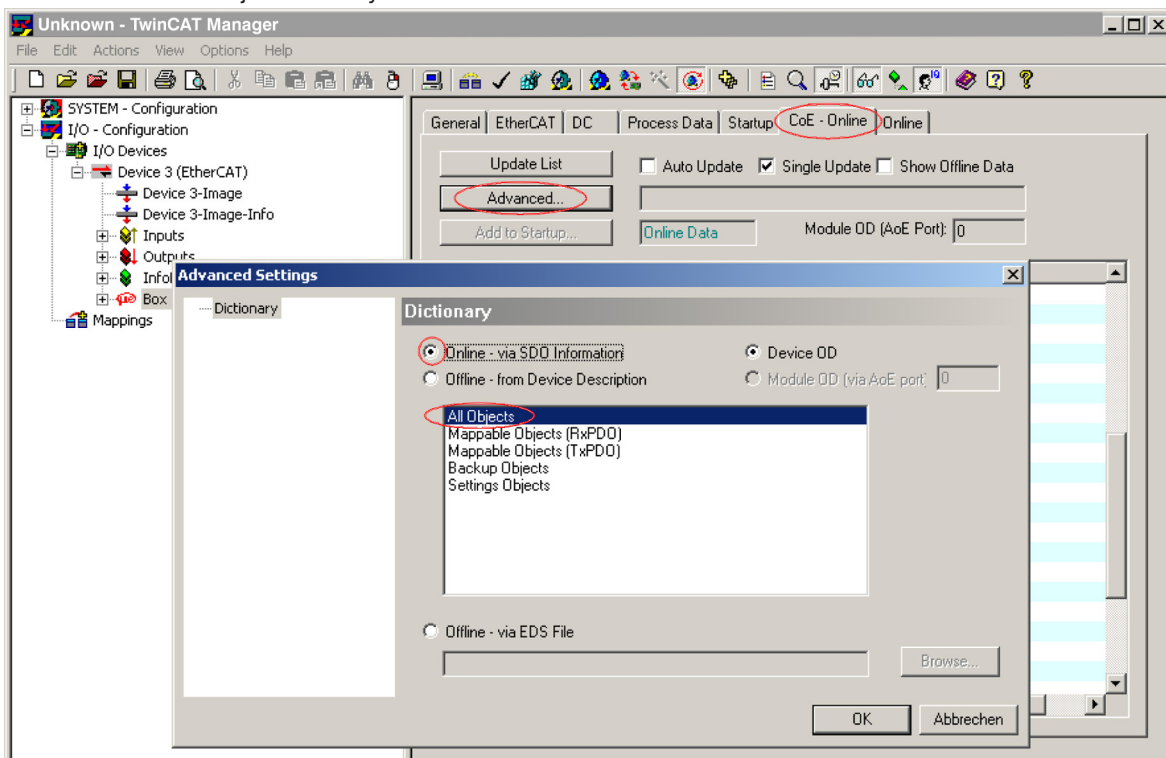 Unknown - TwinCAT Manager
File Edit Actions View Options Help
SYSTEM - Configuration
I/O - Configuration
I/O Devices
Device 3 (EtherCAT)
Device 3-Image
Device 3-Image-Info
Inputs
Outputs
Box
Mappings
General EtherCAT DC Process Data Startup CoE - Online Online
Update List Auto Update Single Update Show Offline Data
Advanced...
Add to Startup... Online Data Module OD (AoE Port): 0
Advanced Settings
Dictionary
Dictionary
Online - via SDO Information Device OD
Offline - from Device Description Module OD (via AoE port) 0
All Objects
Mappable Objects (RxPDO)
Mappable Objects (TxPDO)
Backup Objects
Settings Objects
Offline - via EDS File
Browse...
OK Abbrechen